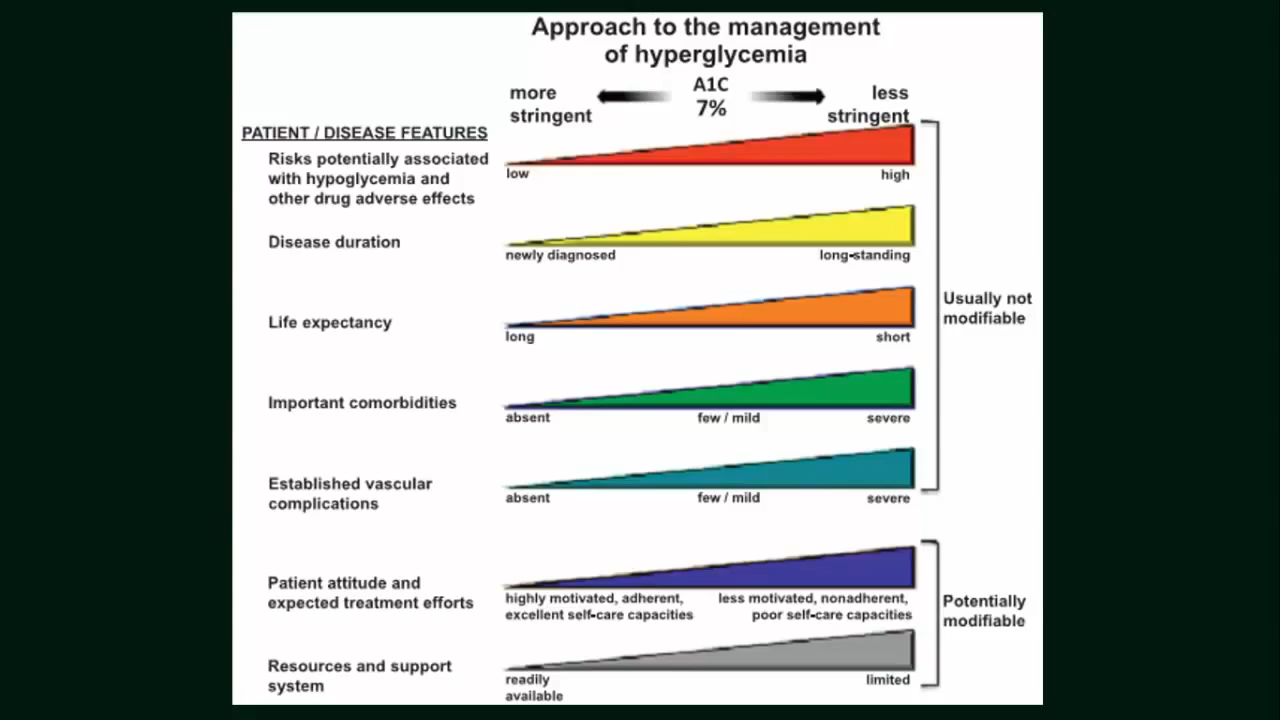 Approach to the management
of hyperglycemia
more
stringent
A1C
7%
less
stringent
PATIENT / DISEASE FEATURES
Risks potentially associated
with hypoglycemia and
other drug adverse effects
low
high
Disease duration
newly diagnosed
long-standing
Life expectancy
long
short
Usually not
modifiable
Important comorbidities
absent
few / mild
severe
Established vascular
complications
absent
few / mild
severe
Patient attitude and
expected treatment efforts
highly motivated, adherent,
excellent self-care capacities
less motivated, nonadherent,
poor self-care capacities
Potentially
modifiable
Resources and support
system
readily
available
limited